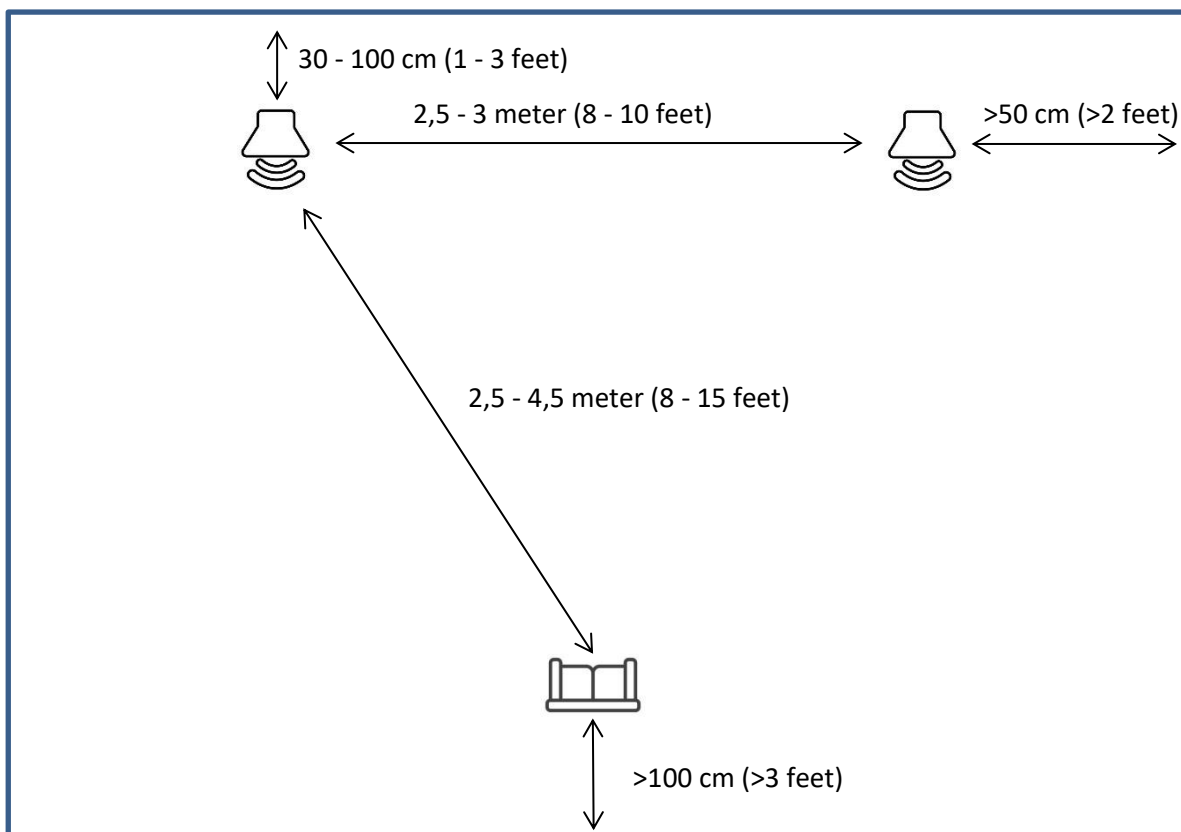 30 - 100 cm (1 - 3 feet)
2,5 - 3 meter (8 - 10 feet)
>50 cm (>2 feet)
2,5 - 4,5 meter (8 - 15 feet)
>100 cm (>3 feet)